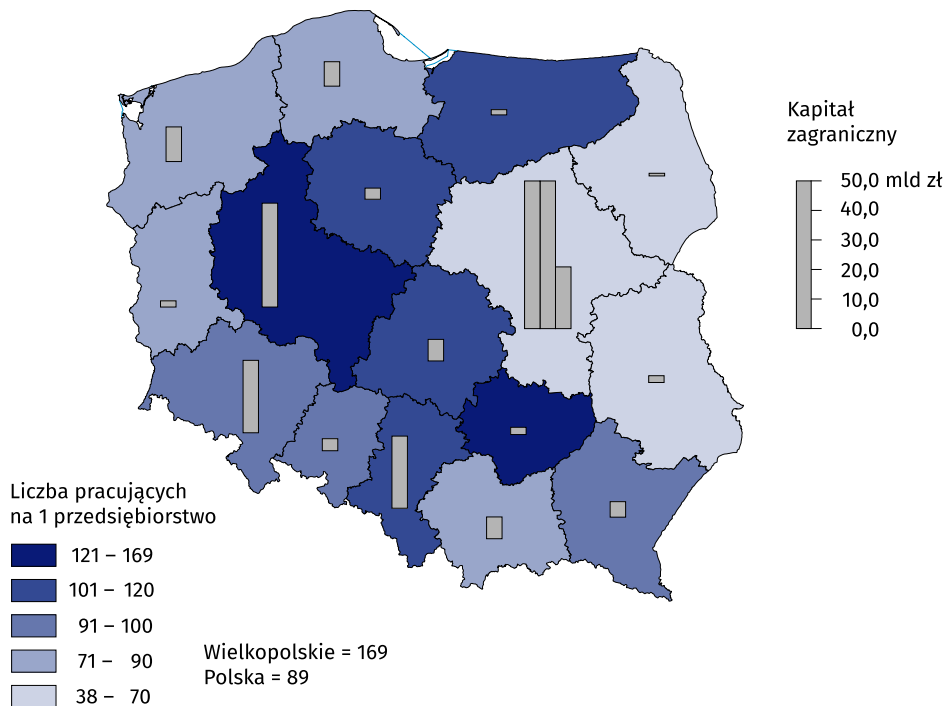 Kapitał
zagraniczny
50,0 mld zł
40,0
30,0
20,0
10,0
0,0
Liczba pracujących
na 1 przedsiębiorstwo
121 – 169
101 – 120
91 – 100
71 – 90
38 – 70
Wielkopolskie = 169
Polska = 89